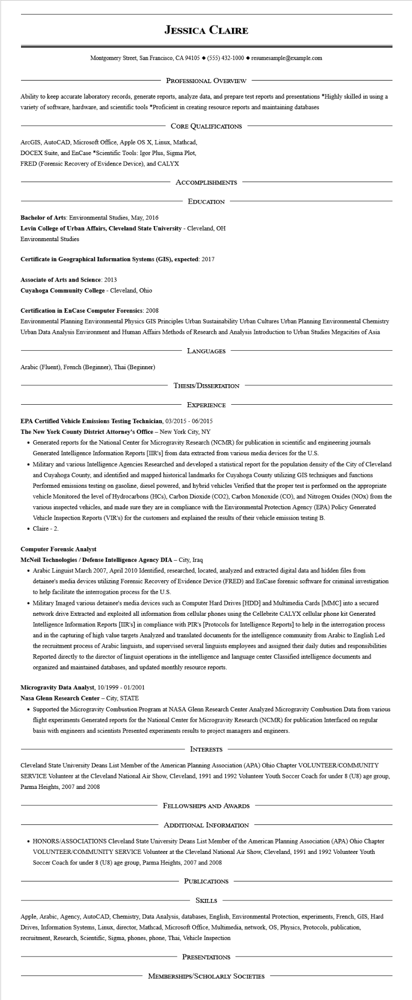 Jessica Claire
Montgomery Street, San Francisco, CA 94105 ◆ (555) 432-1000 ◆ resumesample@example.com
Professional Overview
Ability to keep accurate laboratory records, generate reports, analyze data, and prepare test reports and presentations *Highly skilled in using a
variety of software, hardware, and scientific tools *Proficient in creating resource reports and maintaining databases
Core Qualifications
ArcGIS, AutoCAD, Microsoft Office, Apple OS X, Linux, Mathcad,
DOCEX Suite, and EnCase *Scientific Tools: Igor Plus, Sigma Plot,
FRED (Forensic Recovery of Evidence Device), and CALYX
Accomplishments
Education
Bachelor of Arts: Environmental Studies, May, 2016
Levin College of Urban Affairs, Cleveland State University - Cleveland, OH
Environmental Studies
Certificate in Geographical Information Systems (GIS), expected: 2017
Associate of Arts and Science: 2013
Cuyahoga Community College - Cleveland, Ohio
Certification in EnCase Computer Forensics: 2008
Environmental Planning Environmental Physics GIS Principles Urban Sustainability Urban Cultures Urban Planning Environmental Chemistry
Urban Data Analysis Environment and Human Affairs Methods of Research and Analysis Introduction to Urban Studies Megacities of Asia
Languages
Arabic (Fluent), French (Beginner), Thai (Beginner)
Thesis/Dissertation
Experience
EPA Certified Vehicle Emissions Testing Technician, 03/2015 - 06/2015
The New York County District Attorney's Office – New York City, NY
• Generated reports for the National Center for Microgravity Research (NCMR) for publication in scientific and engineering journals
Generated Intelligence Information Reports [IIR's] from data extracted from various media devices for the U.S.
• Military and various Intelligence Agencies Researched and developed a statistical report for the population density of the City of Cleveland
and Cuyahoga County, and identified and mapped historical landmarks for Cuyahoga County utilizing GIS techniques and functions
Performed emissions testing on gasoline, diesel powered, and hybrid vehicles Verified that the proper test is performed on the appropriate
vehicle Monitored the level of Hydrocarbons (HCs), Carbon Dioxide (CO2), Carbon Monoxide (CO), and Nitrogen Oxides (NOx) from the
various inspected vehicles, and made sure they are in compliance with the Environmental Protection Agency (EPA) Policy Generated
Vehicle Inspection Reports (VIR's) for the customers and explained the results of their vehicle emission testing B.
• Claire - 2.
Computer Forensic Analyst
McNeil Technologies / Defense Intelligence Agency DIA – City, Iraq
• Arabic Linguist March 2007, April 2010 Identified, researched, located, analyzed and extracted digital data and hidden files from
detainee's media devices utilizing Forensic Recovery of Evidence Device (FRED) and EnCase forensic software for criminal investigation
to help facilitate the interrogation process for the U.S.
• Military Imaged various detainee's media devices such as Computer Hard Drives [HDD] and Multimedia Cards [MMC] into a secured
network drive Extracted and exploited all information from cellular phones using the Cellebrite CALYX cellular phone kit Generated
Intelligence Information Reports [IIR's] in compliance with PIR's [Protocols for Intelligence Reports] to help in the interrogation process
and in the capturing of high value targets Analyzed and translated documents for the intelligence community from Arabic to English Led
the recruitment process of Arabic linguists, and supervised several linguists employees and assigned their daily duties and responsibilities
Reported directly to the director of linguist operations in the intelligence and language center Classified intelligence documents and
organized and maintained databases, and updated monthly resource reports.
Microgravity Data Analyst, 10/1999 - 01/2001
Nasa Glenn Research Center – City, STATE
• Supported the Microgravity Combustion Program at NASA Glenn Research Center Analyzed Microgravity Combustion Data from various
flight experiments Generated reports for the National Center for Microgravity Research (NCMR) for publication Interfaced on regular
basis with engineers and scientists Presented experiments results to project managers and engineers.
Interests
Cleveland State University Deans List Member of the American Planning Association (APA) Ohio Chapter VOLUNTEER/COMMUNITY
SERVICE Volunteer at the Cleveland National Air Show, Cleveland, 1991 and 1992 Volunteer Youth Soccer Coach for under 8 (U8) age group,
Parma Heights, 2007 and 2008
Fellowships and Awards
Additional Information
• HONORS/ASSOCIATIONS Cleveland State University Deans List Member of the American Planning Association (APA) Ohio Chapter
VOLUNTEER/COMMUNITY SERVICE Volunteer at the Cleveland National Air Show, Cleveland, 1991 and 1992 Volunteer Youth
Soccer Coach for under 8 (U8) age group, Parma Heights, 2007 and 2008
Publications
Skills
Apple, Arabic, Agency, AutoCAD, Chemistry, Data Analysis, databases, English, Environmental Protection, experiments, French, GIS, Hard
Drives, Information Systems, Linux, director, Mathcad, Microsoft Office, Multimedia, network, OS, Physics, Protocols, publication,
recruitment, Research, Scientific, Sigma, phones, phone, Thai, Vehicle Inspection
Presentations
Memberships/Scholarly Societies